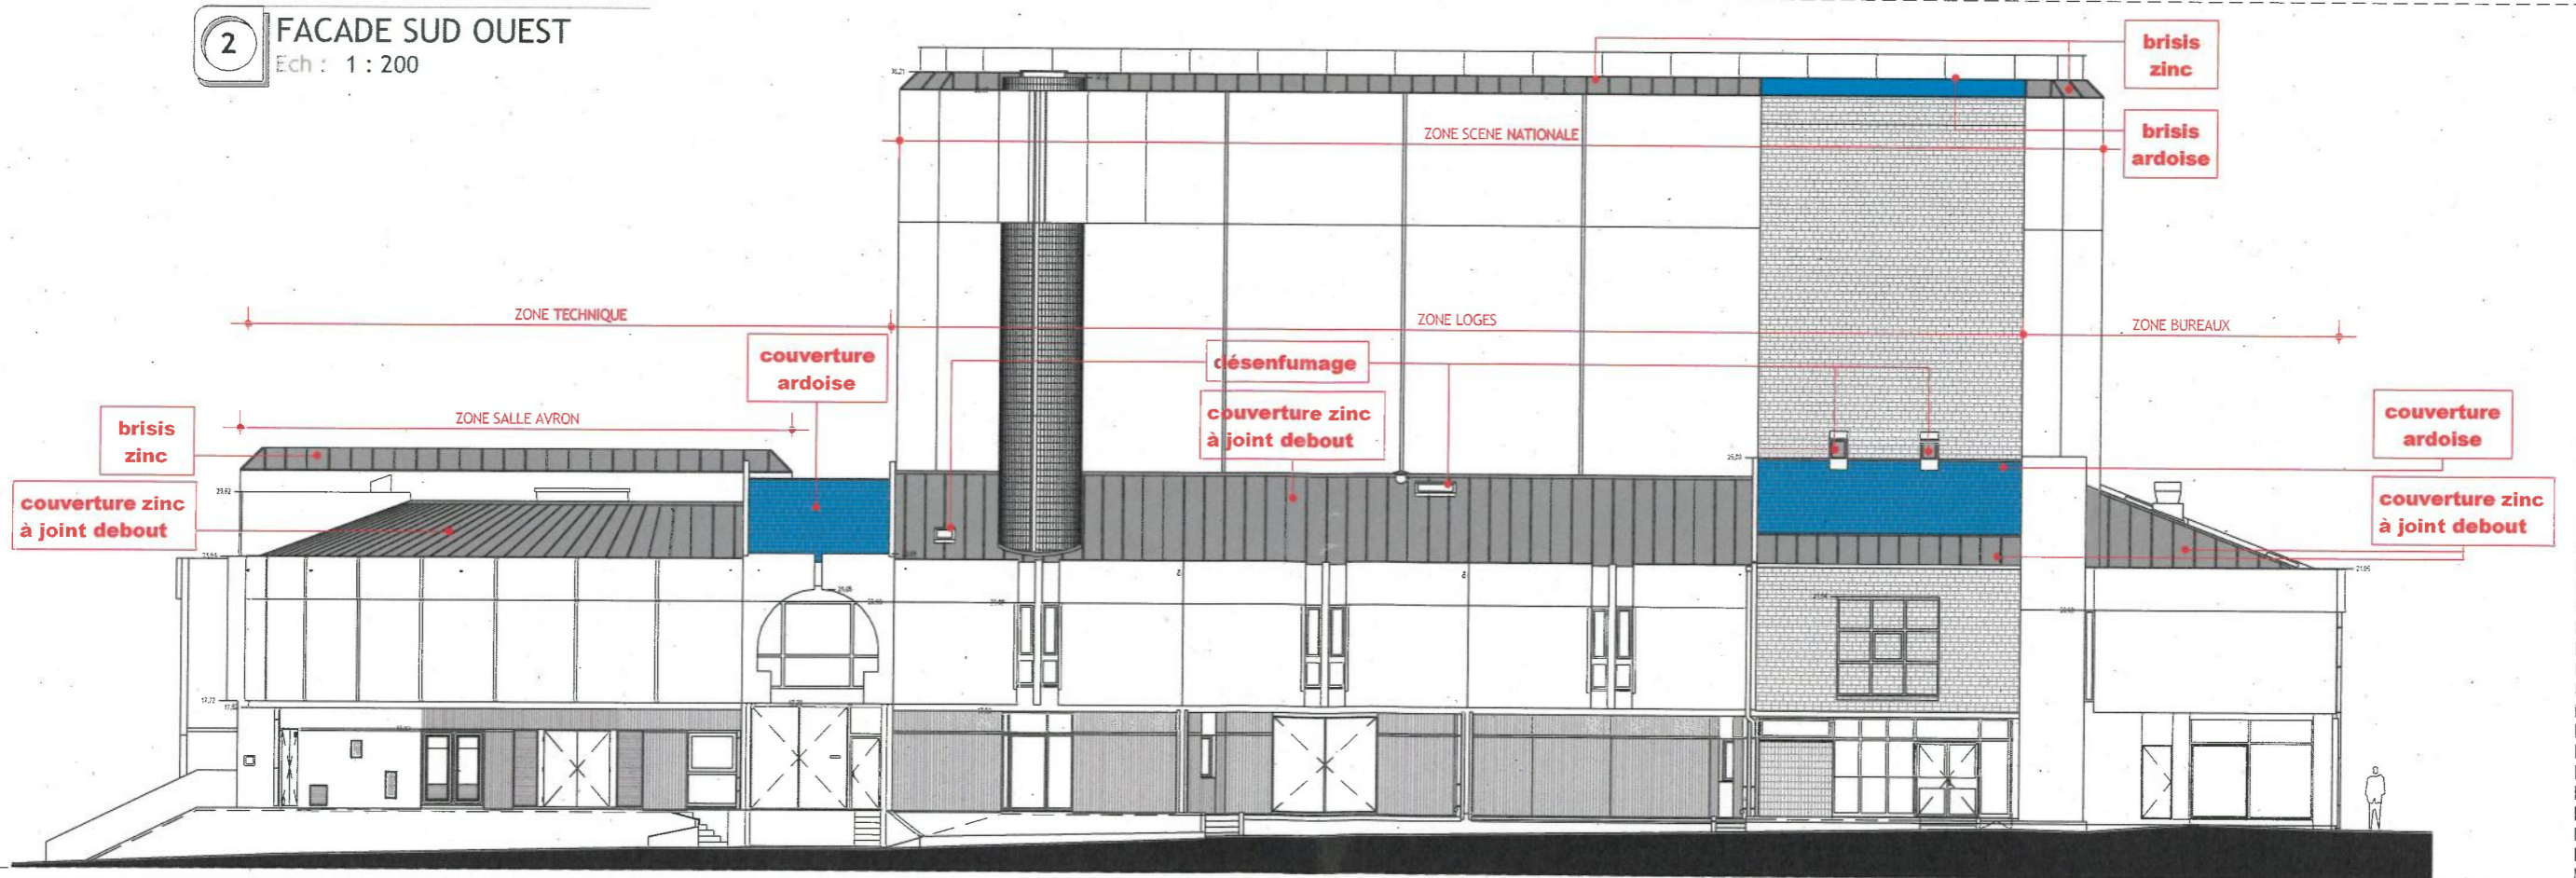 2
FACADE SUD OUEST
Ech : 1 : 200
brisis
zinc
brisis
ardoise
ZONE SCENE NATIONALE
ZONE TECHNIQUE
ZONE LOGES
ZONE BUREAUX
couverture
ardoise
désenfumage
couverture zinc
à joint debout
ZONE SALLE AVRON
brisis
zinc
couverture zinc
à joint debout
couverture
ardoise
couverture zinc
à joint debout
17,72